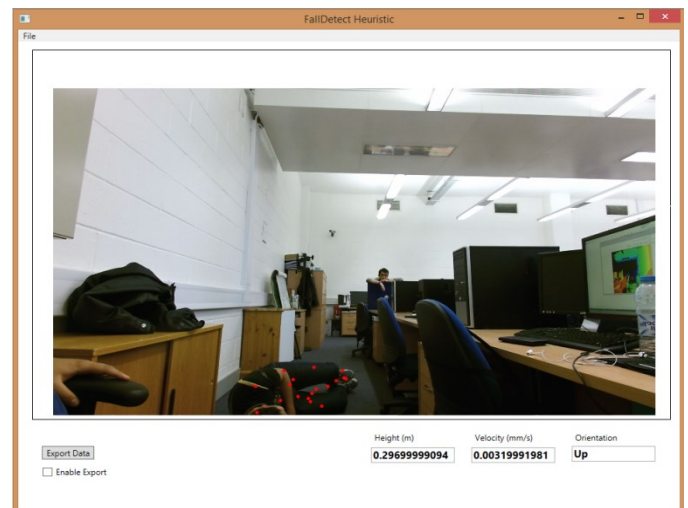 FallDetect Heuristic
File
Height (m)
Velocity (mm/s)
Orientation
Export Data
0.29699999094
0.00319991981
Up
Enable Export